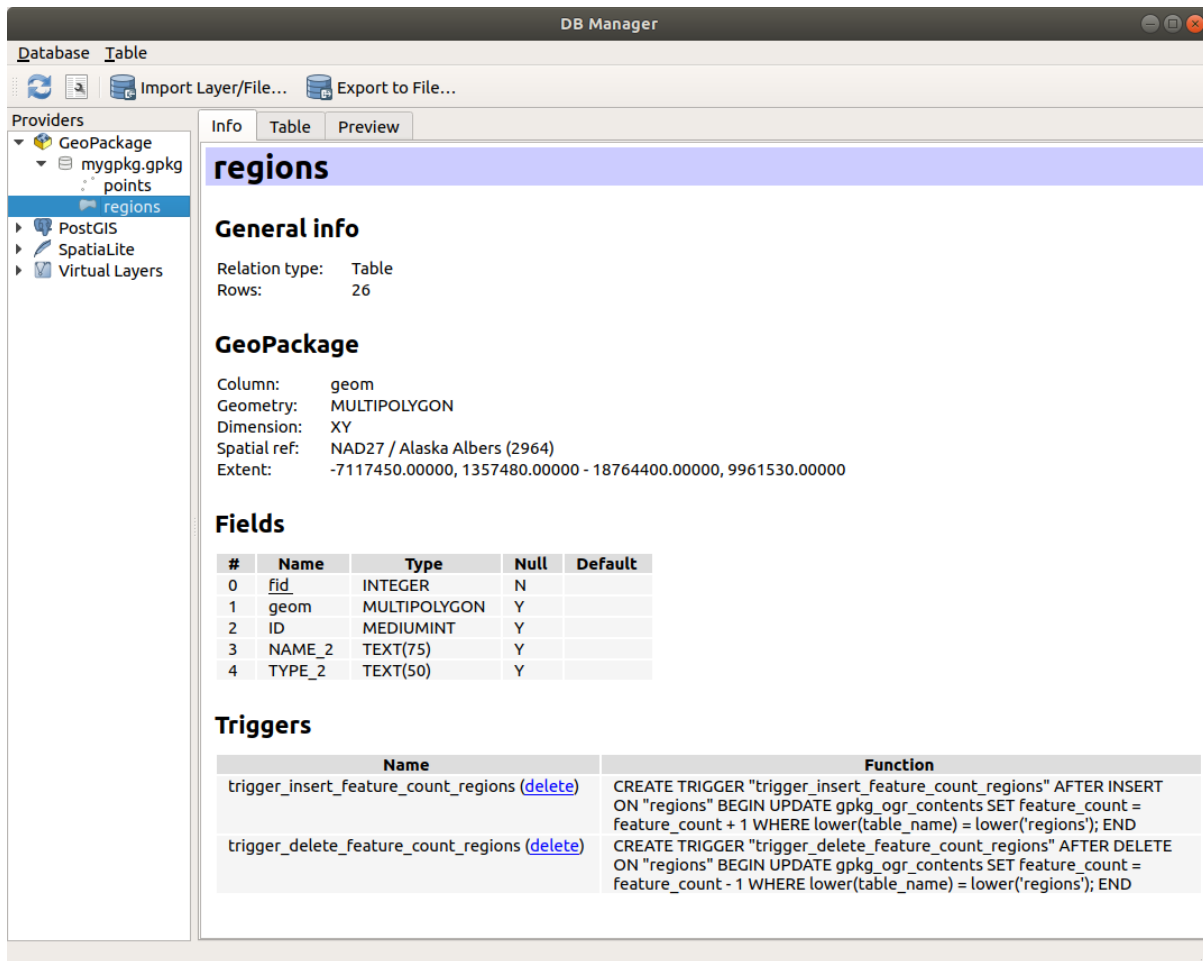 DB Manager
Database Table
Import Layer/File... Export to File...
Providers
GeoPackage
mygpkg.gpkg
points
regions
PostGIS
SpatiaLite
Virtual Layers
Info Table Preview
regions
General info
Relation type: Table
Rows: 26
GeoPackage
Column: geom
Geometry: MULTIPOLYGON
Dimension: XY
Spatial ref: NAD27 / Alaska Albers (2964)
Extent: -7117450.00000, 1357480.00000 - 18764400.00000, 9961530.00000
Fields
# Name Type Null Default
0 fid INTEGER N
1 geom MULTIPOLYGON Y
2 ID MEDIUMINT Y
3 NAME_2 TEXT(75) Y
4 TYPE_2 TEXT(50) Y
Triggers
Name Function
trigger_insert_feature_count_regions (delete) CREATE TRIGGER "trigger_insert_feature_count_regions" AFTER INSERT
ON "regions" BEGIN UPDATE gpkg_ogr_contents SET feature_count =
feature_count + 1 WHERE lower(table_name) = lower('regions'); END
trigger_delete_feature_count_regions (delete) CREATE TRIGGER "trigger_delete_feature_count_regions" AFTER DELETE
ON "regions" BEGIN UPDATE gpkg_ogr_contents SET feature_count =
feature_count - 1 WHERE lower(table_name) = lower('regions'); END